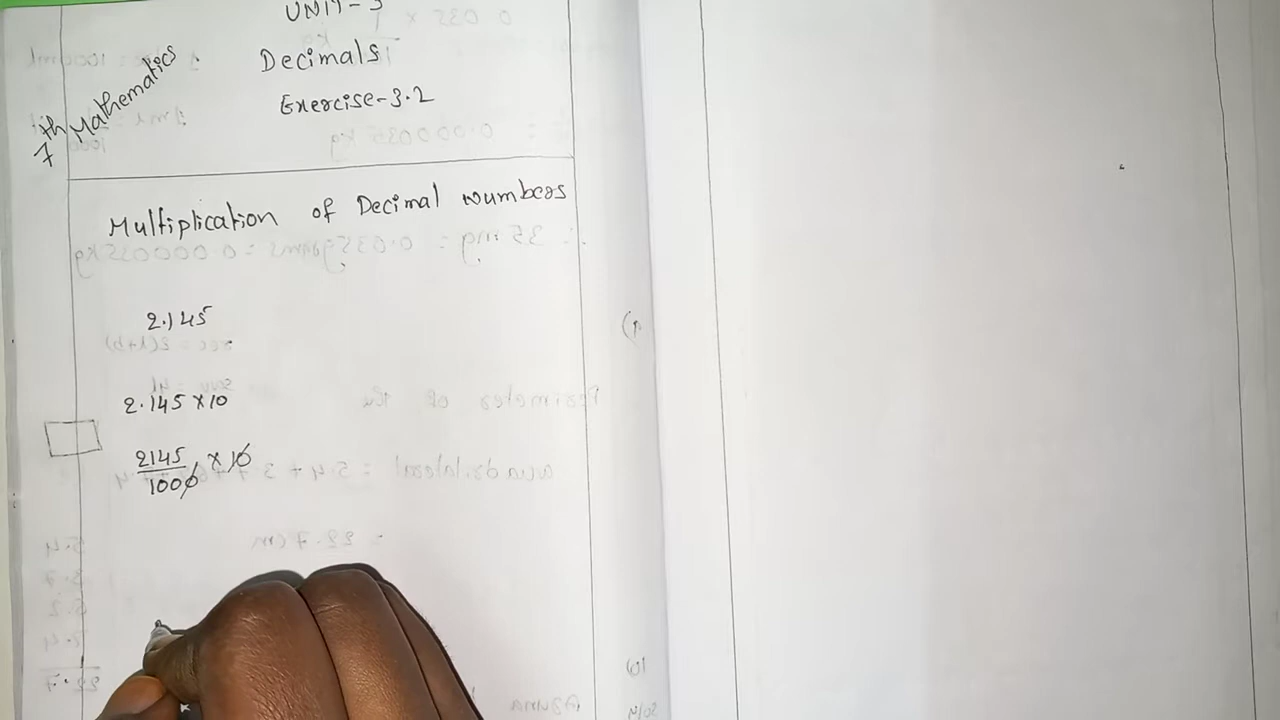 UNIT-3
Decimals
Exercise-3.2
7th Mathematics
Multiplication of Decimal Numbers
2.145
2.145 ×10
2145/1000 ×10